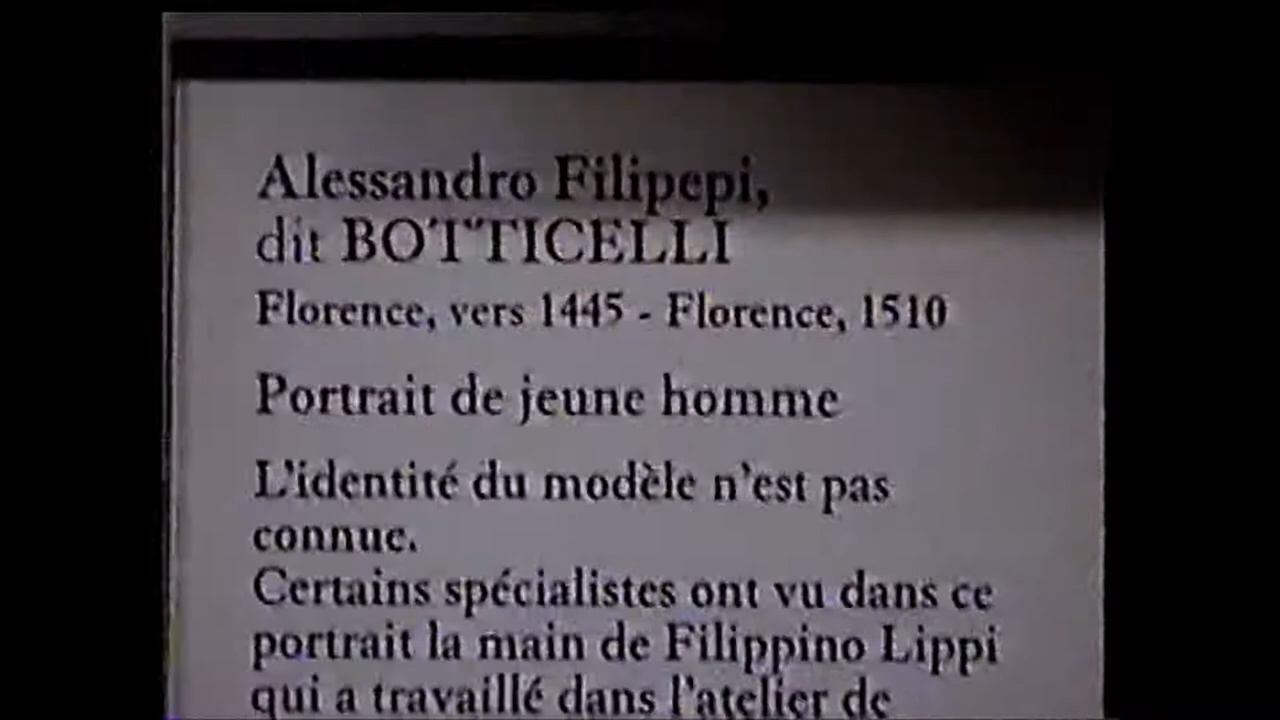 Alessandro Filipepi,
dit BOTTICELLI
Florence, vers 1445 - Florence, 1510
Portrait de jeune homme
L'identité du modèle n'est pas
connue.
Certains spécialistes ont vu dans ce
portrait la main de Filippino Lippi
qui a travaillé dans l'atelier de